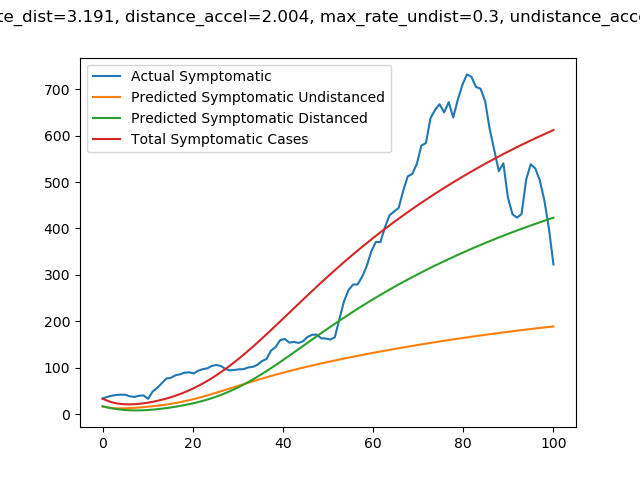 te_dist=3.191, distance_accel=2.004, max_rate_undist=0.3, undistance_acce
Actual Symptomatic
Predicted Symptomatic Undistanced
Predicted Symptomatic Distanced
Total Symptomatic Cases
700
600
500
400
300
200
100
0
0 20 40 60 80 100